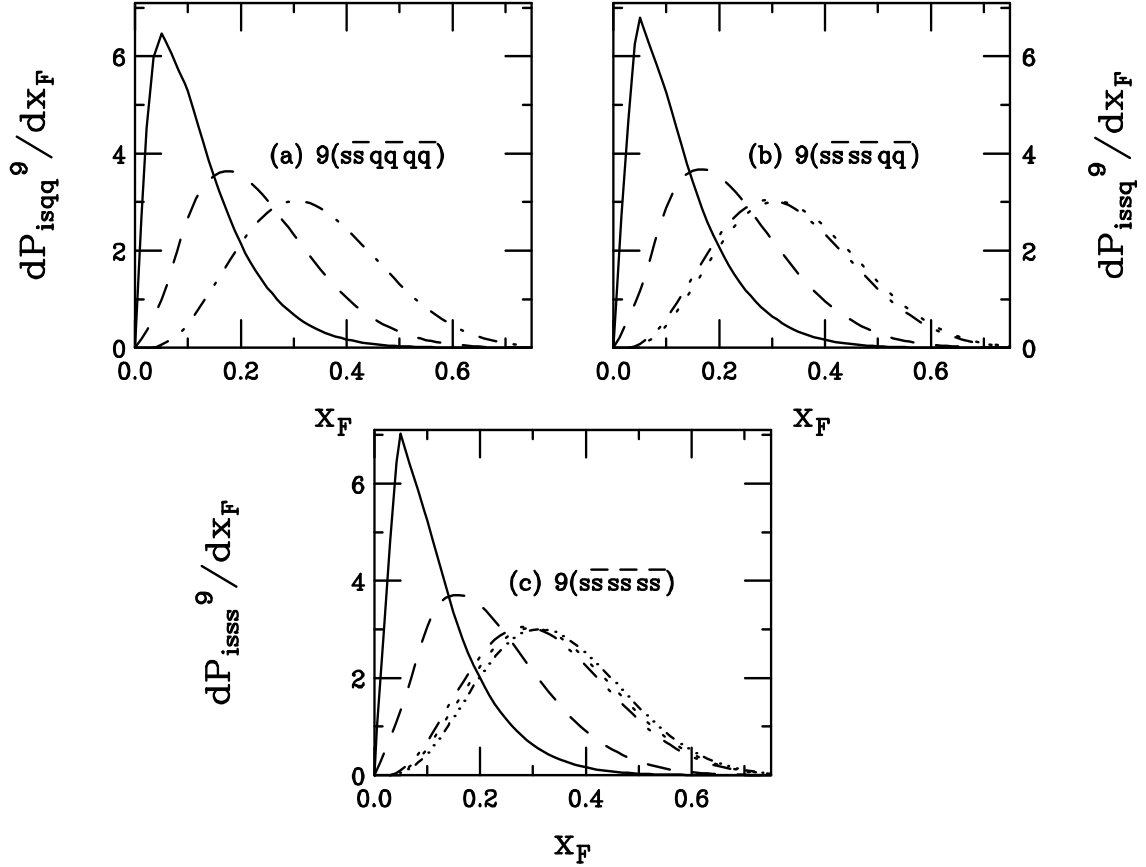 dP_isqq^9/dx_F
6
4
2
0
(a) 9(ss̅ qq̅ qq̅)
0.0 0.2 0.4 0.6
x_F
dP_issq^9/dx_F
6
4
2
0
(b) 9(ss̅ ss̅ qq̅)
0.0 0.2 0.4 0.6
x_F
dP_isss^9/dx_F
6
4
2
0
(c) 9(ss̅ ss̅ ss̅)
0.0 0.2 0.4 0.6
x_F